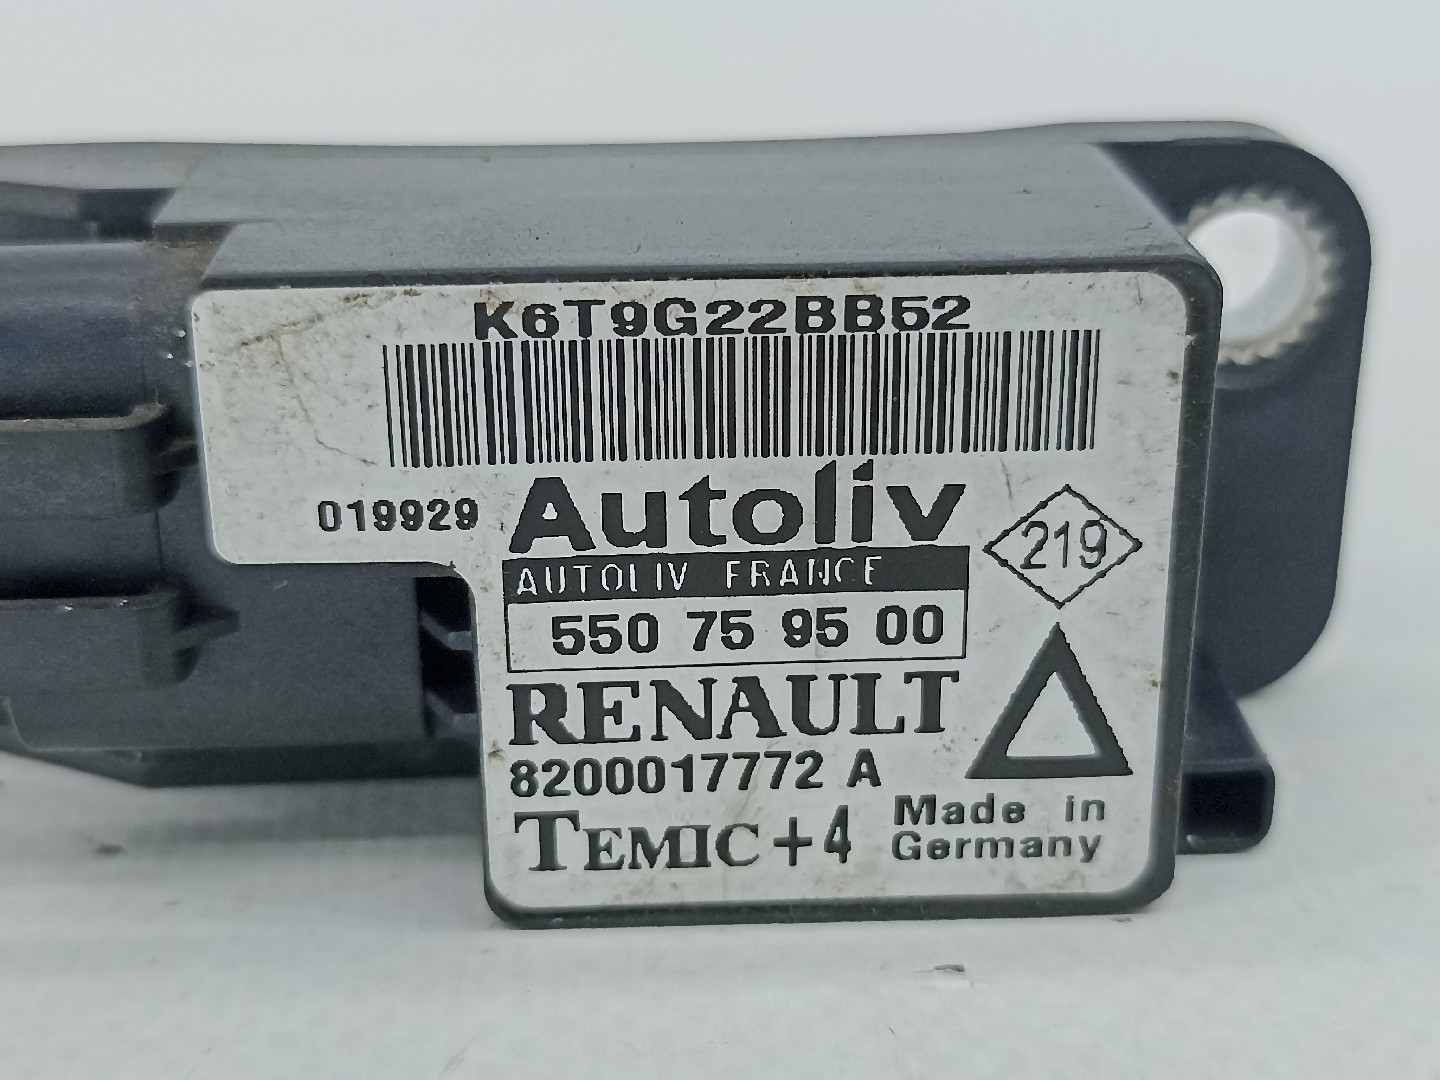 K6T9G22BB52
019929
Autoliv
219
AUTOLIV FRANCE
550 75 95 00
RENAULT
8200017772 A
TEMIC +4
Made in
Germany